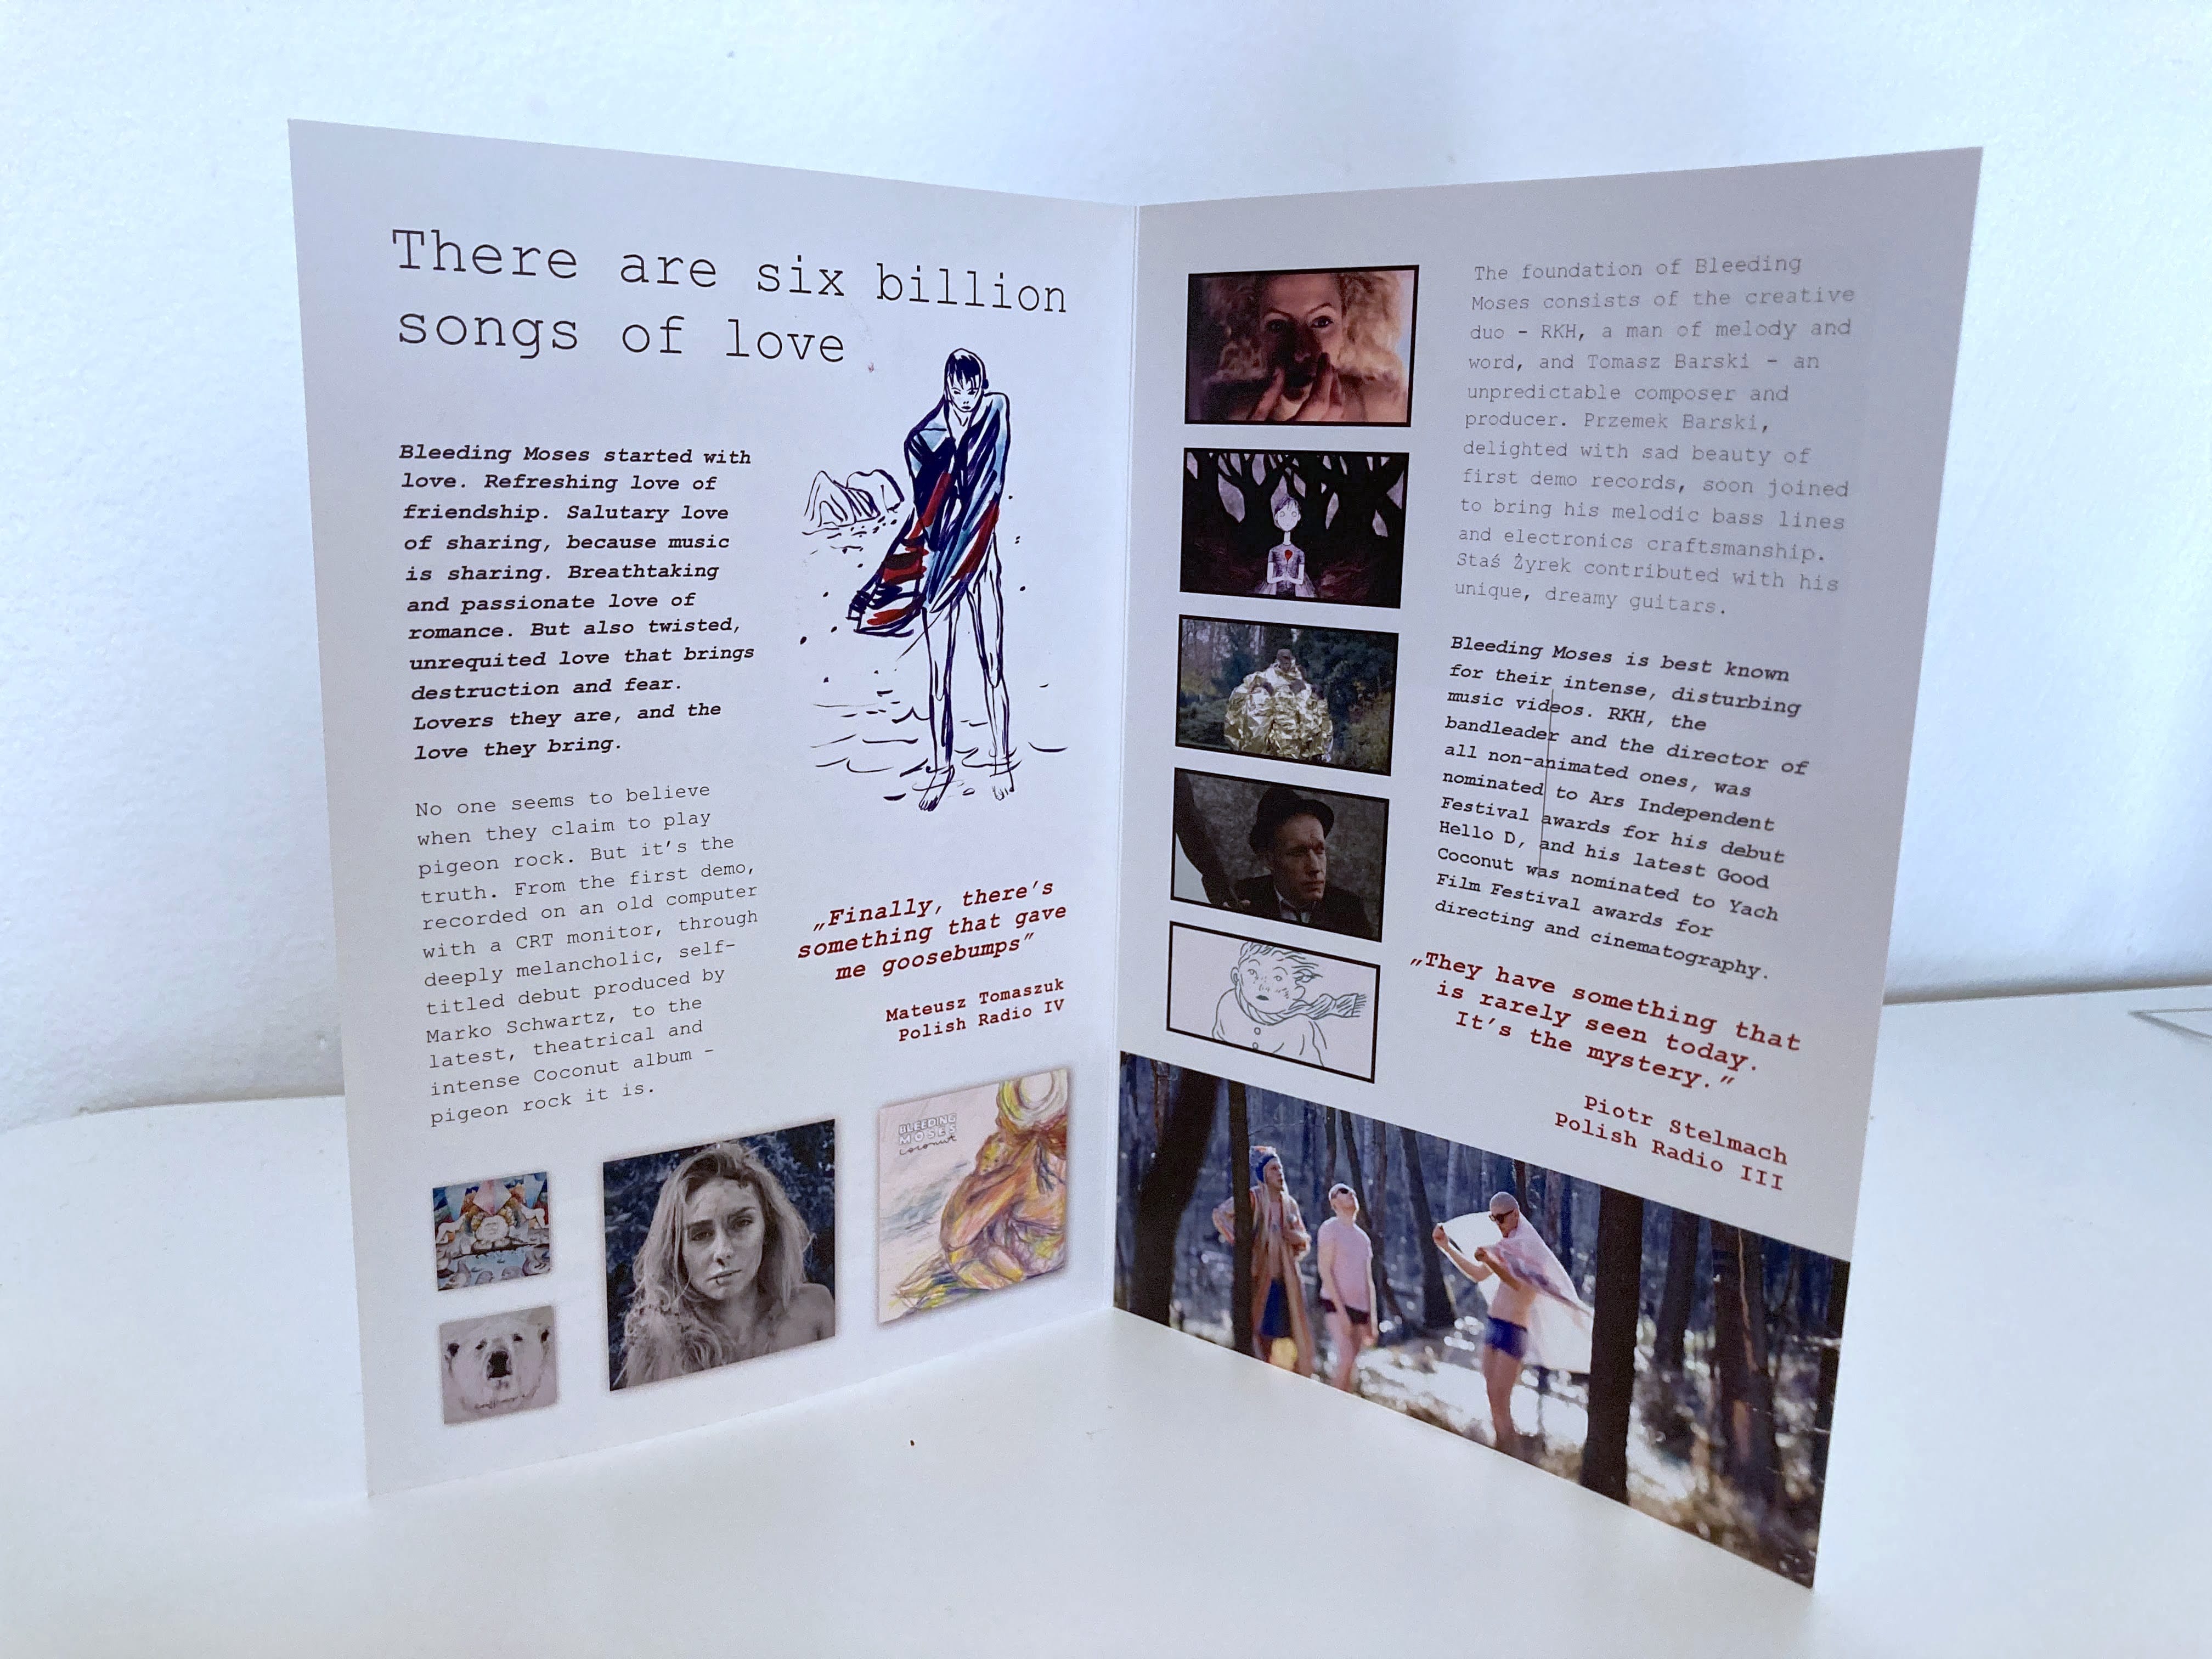 There are six billion
songs of love
Bleeding Moses started with
love. Refreshing love of
friendship. Salutary love
of sharing, because music
is sharing. Breathtaking
and passionate love of
romance. But also twisted,
unrequited love that brings
destruction and fear.
Lovers they are, and the
love they bring.
No one seems to believe
when they claim to play
pigeon rock. But it's the
truth. From the first demo,
recorded on an old computer
with a CRT monitor, through
deeply melancholic, self-
titled debut produced by
Marko Schwartz, to the
latest, theatrical and
intense Coconut album -
pigeon rock it is.
„Finally, there's
something that gave
me goosebumps”
Mateusz Tomaszuk
Polish Radio IV
BLEEDING
MOSES
coconut
The foundation of Bleeding
Moses consists of the creative
duo - RKH, a man of melody and
word, and Tomasz Barski - an
unpredictable composer and
producer. Przemek Barski,
delighted with sad beauty of
first demo records, soon joined
to bring his melodic bass lines
and electronics craftsmanship.
Staś Żyrek contributed with his
unique, dreamy guitars.
Bleeding Moses is best known
for their intense, disturbing
music videos. RKH, the
bandleader and the director of
all non-animated ones, was
nominated to Ars Independent
Festival awards for his debut
Hello D, and his latest Good
Coconut was nominated to Yach
Film Festival awards for
directing and cinematography.
„They have something that
is rarely seen today.
It's the mystery.”
Piotr Stelmach
Polish Radio III